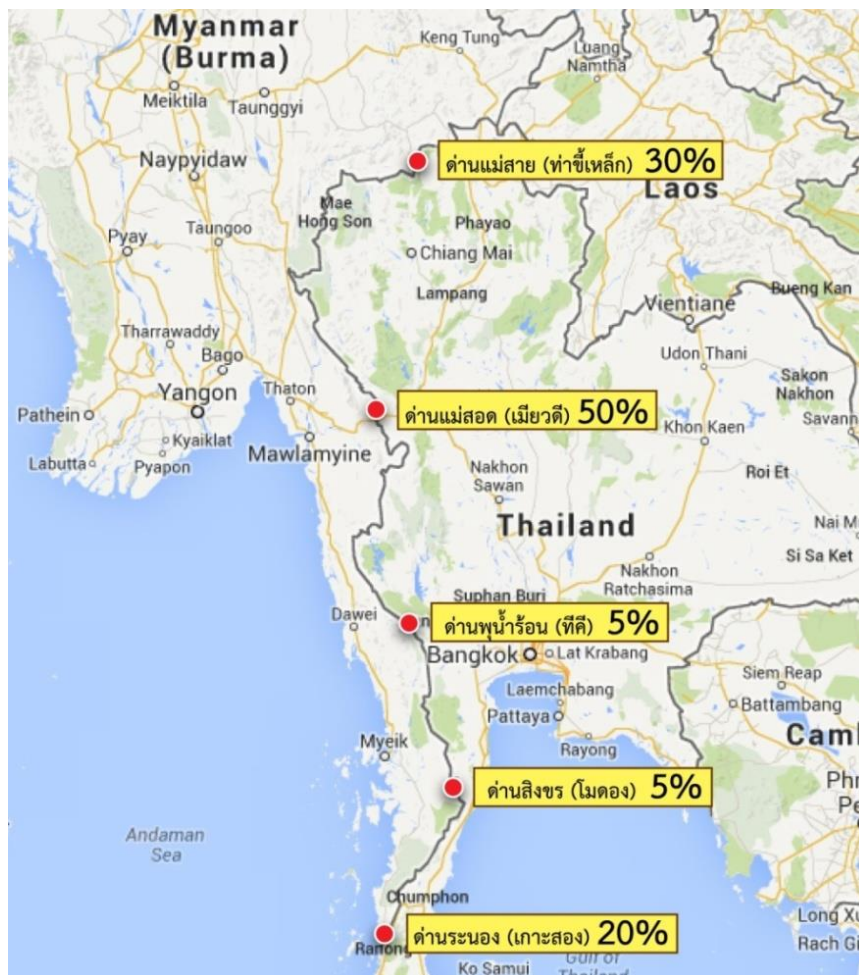 Myanmar
(Burma)
Keng Tung
Luang
Namtha
Meiktila
Taunggyi
ด่านแม่สาย (ท่าขี้เหล็ก) 30%
Naypyidaw
Laos
Mae
Hong Son
Phayao
Pyay
Taungoo
Chiang Mai
Lampang
Bueng Kan
Vientiane
Tharrawaddy
Udon Thani
Bago
Sakon
Nakhon
Yangon
Thaton
Pathein
ด่านแม่สอด (เมียวดี) 50%
Khon Kaen
Kyaiklat
Mawlamyine
Labutta
Pyapon
Nakhon
Sawan
Roi Et
Thailand
Si Sa Ket
Nakhon
Ratchasima
Suphan Buri
Dawei
ด่านพุน้ำร้อน (ทีคี) 5%
Bangkok
Lat Krabang
Siem Reap
Laemchabang
Battambang
Pattaya
Rayong
Myeik
ด่านสิงขร (โมดอง) 5%
Andaman
Sea
Chumphon
ด่านระนอง (เกาะสอง) 20%
Ranong
Gulf of
Thailand
Ko Samui